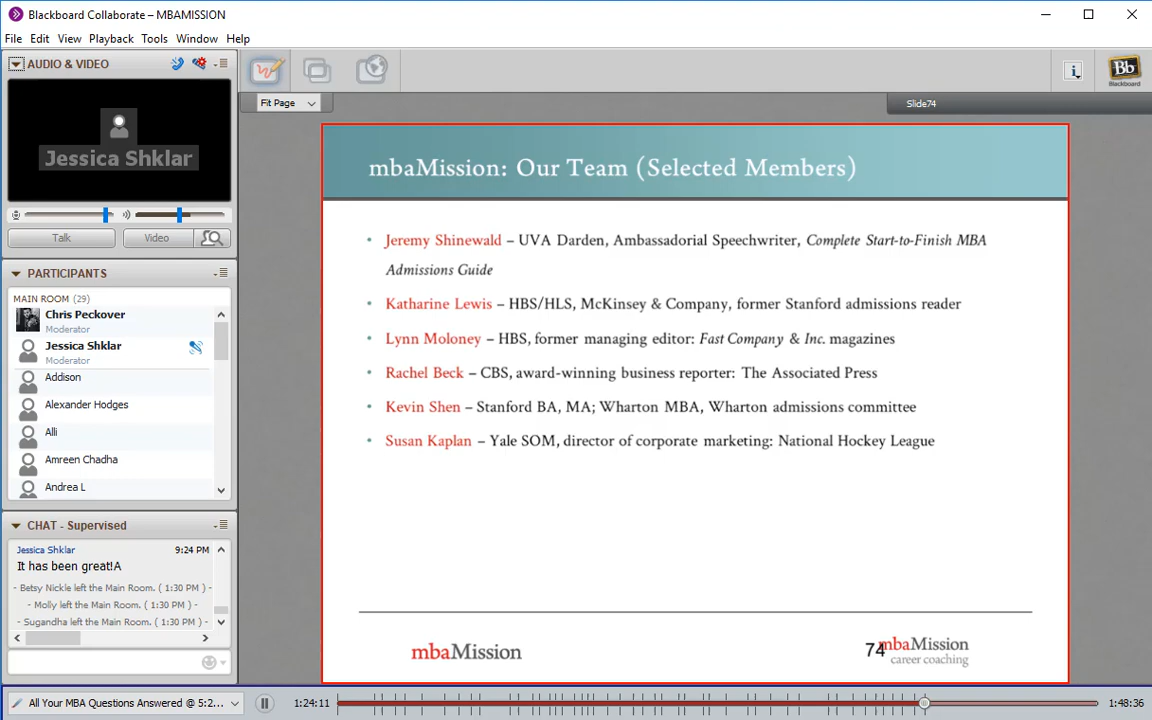 Blackboard Collaborate – MBAMISSION
File Edit View Playback Tools Window Help
AUDIO & VIDEO
Jessica Shklar
Talk
Video
PARTICIPANTS
MAIN ROOM (29)
Chris Peckover
Moderator
Jessica Shklar
Moderator
Addison
Alexander Hodges
Alli
Amreen Chadha
Andrea L
CHAT - Supervised
Jessica Shklar 9:24 PM
It has been great!A
- Betsy Nickle left the Main Room. ( 1:30 PM ) -
- Molly left the Main Room. ( 1:30 PM ) -
- Sugandha left the Main Room. ( 1:30 PM ) -
Fit Page
Slide74
Bb
Blackboard
mbaMission: Our Team (Selected Members)
• Jeremy Shinewald – UVA Darden, Ambassadorial Speechwriter, Complete Start-to-Finish MBA
Admissions Guide
• Katharine Lewis – HBS/HLS, McKinsey & Company, former Stanford admissions reader
• Lynn Moloney – HBS, former managing editor: Fast Company & Inc. magazines
• Rachel Beck – CBS, award-winning business reporter: The Associated Press
• Kevin Shen – Stanford BA, MA; Wharton MBA, Wharton admissions committee
• Susan Kaplan – Yale SOM, director of corporate marketing: National Hockey League
mbaMission
74
mbaMission
career coaching
All Your MBA Questions Answered @ 5:2... 1:24:11 1:48:36